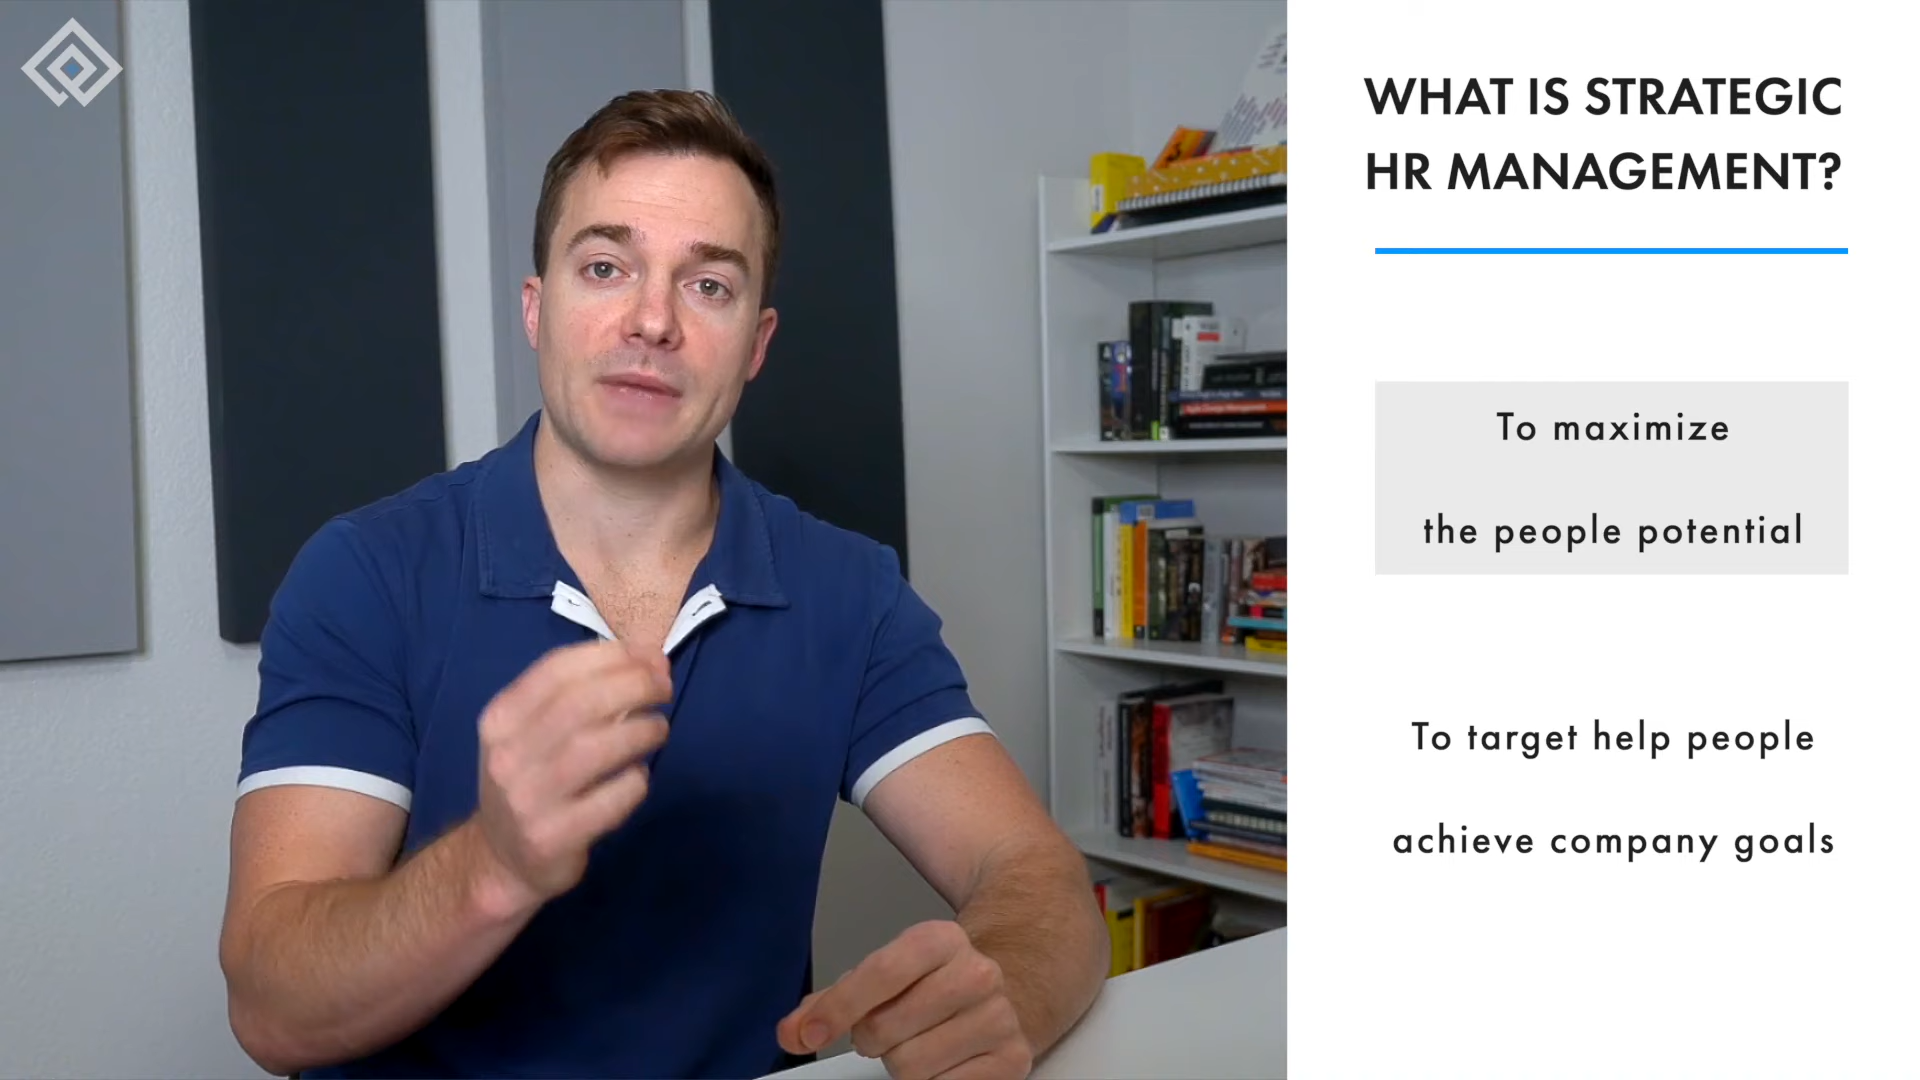 WHAT IS STRATEGIC
HR MANAGEMENT?
To maximize
the people potential
To target help people
achieve company goals